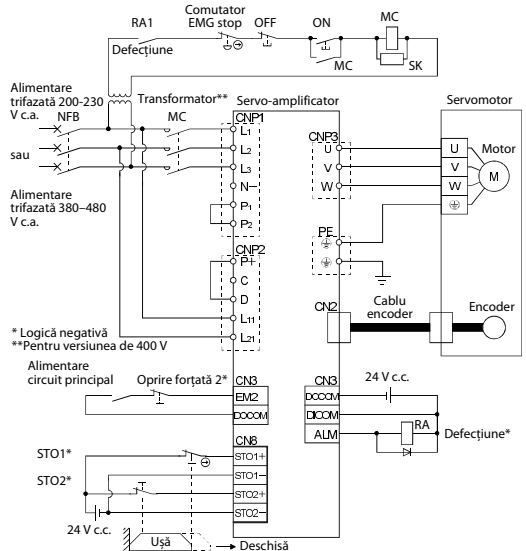 Comutator
RA1 EMG stop OFF ON MC
Defecțiune
MC SK
Alimentare
trifazată 200-230
V c.a.
NFB
Transformator**
MC
Servo-amplificator
Servomotor
sau
Alimentare
trifazată 380–480
V c.a.
CNP1
L1
L2
L3
N−
P1
P2
CNP2
P+
C
D
L11
L21
CNP3
U
V
W
PE
U
V
W
Motor
M
CN2
Cablu
encoder
Encoder
* Logică negativă
**Pentru versiunea de 400 V
Alimentare
circuit principal
Oprire forțată 2*
CN3
EM2
DOCOM
CN3
DOCOM
DICOM
ALM
24 V c.c.
RA
Defecțiune*
CN8
STO1*
STO1+
STO1−
STO2*
STO2+
STO2−
24 V c.c.
Ușă
Deschisă